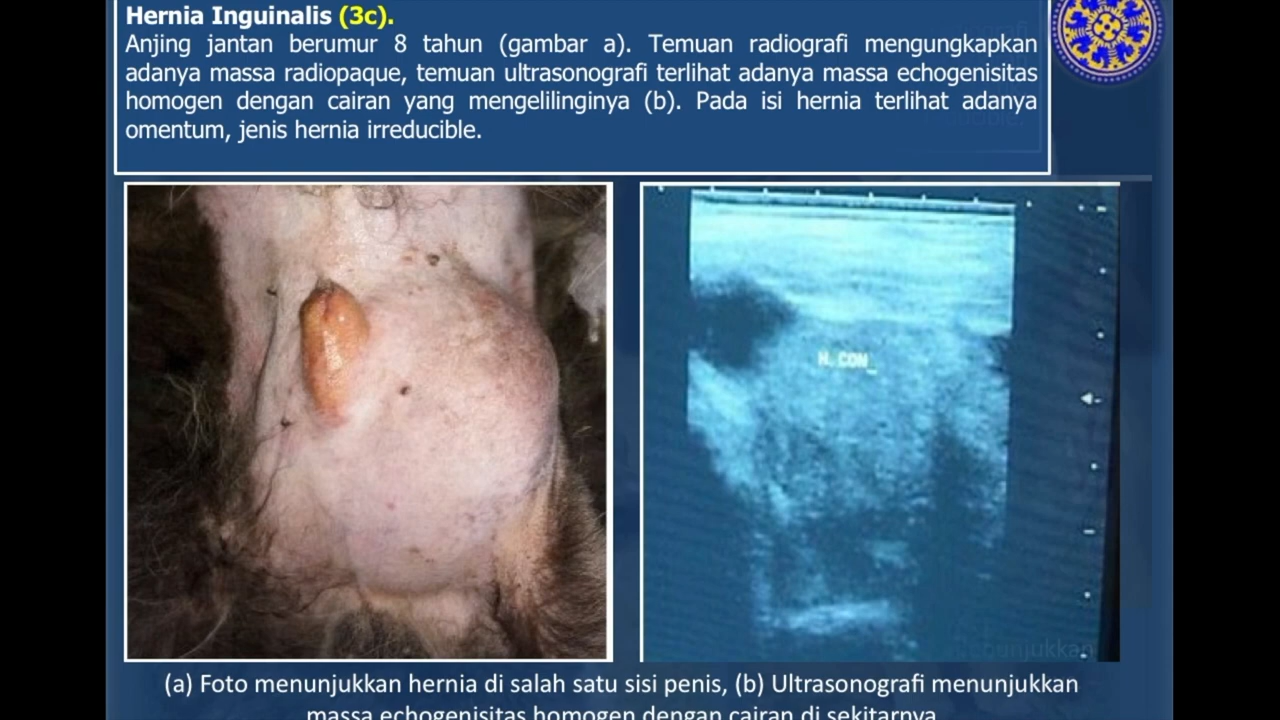 Hernia Inguinalis (3c).
Anjing jantan berumur 8 tahun (gambar a). Temuan radiografi mengungkapkan
adanya massa radiopaque, temuan ultrasonografi terlihat adanya massa echogenisitas
homogen dengan cairan yang mengelilinginya (b). Pada isi hernia terlihat adanya
omentum, jenis hernia irreducible.
H.CON_
(a) Foto menunjukkan hernia di salah satu sisi penis, (b) Ultrasonografi menunjukkan
massa echogenisitas homogen dengan cairan di sekitarnya